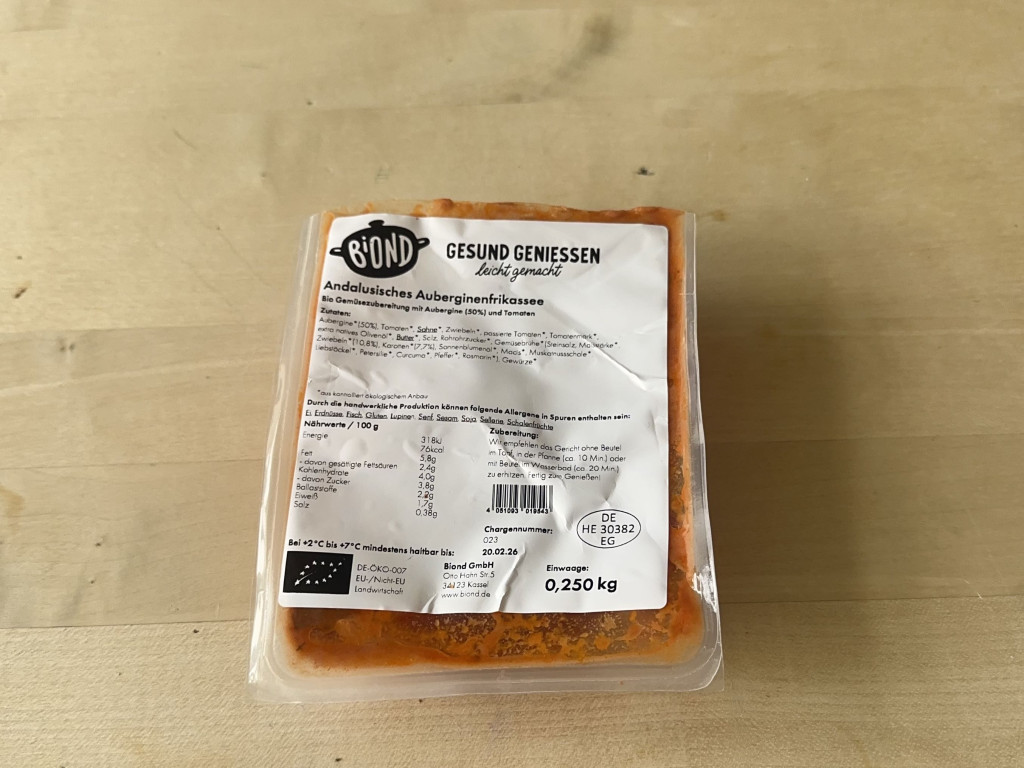 BiOND
GESUND GENIESSEN
leicht gemacht
Andalusisches Auberginenfrikassee
Bio Gemüsezubereitung mit Aubergine (50%) und Tomaten
Zutaten:
Aubergine*(50%), Tomaten*, Sahne*, Zwiebeln*, passierte Tomaten*, Tomatenmark*,
extra natives Olivenöl*, Butter*, Salz, Rohrohrzucker*, Gemüsebrühe*(Steinsalz, Maisstärke*,
Zwiebeln*(10,8%), Karotten*(7,7%), Sonnenblumenöl*, Macis*, Muskatnussschale*
Liebstöckel*, Petersilie*, Curcuma*, Pfeffer*, Rosmarin*), Gewürze*
*aus kontrolliert ökologischem Anbau
Durch die handwerkliche Produktion können folgende Allergene in Spuren enthalten sein:
Ei, Erdnüsse, Fisch, Gluten, Lupinen, Senf, Sesam, Soja, Sellerie, Schalenfrüchte
Nährwerte / 100 g
Energie 318kJ
76kcal
Fett 5,8g
- davon gesättigte Fettsäuren 2,4g
Kohlenhydrate 4,0g
- davon Zucker 3,8g
Ballaststoffe 2,2g
Eiweiß 1,7g
Salz 0,38g
Zubereitung:
Wir empfehlen das Gericht ohne Beutel
im Topf, in der Pfanne (ca. 10 Min.) oder
mit Beutel im Wasserbad (ca. 20 Min.)
zu erhitzen. Fertig zum Genießen!
4 051093 019543
Chargennummer:
023
DE
HE 30382
EG
Bei +2°C bis +7°C mindestens haltbar bis: 20.02.26
DE-ÖKO-007
EU-/Nicht-EU
Landwirtschaft
Biond GmbH
Otto Hahn Str.5
34123 Kassel
www.biond.de
Einwaage:
0,250 kg